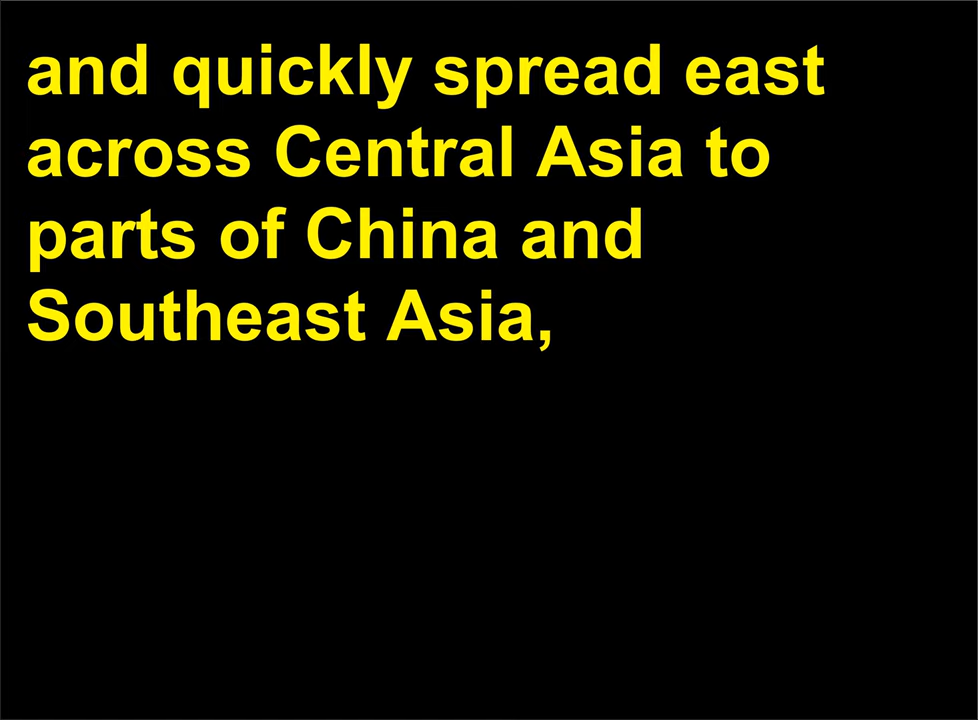 and quickly spread east
across Central Asia to
parts of China and
Southeast Asia,